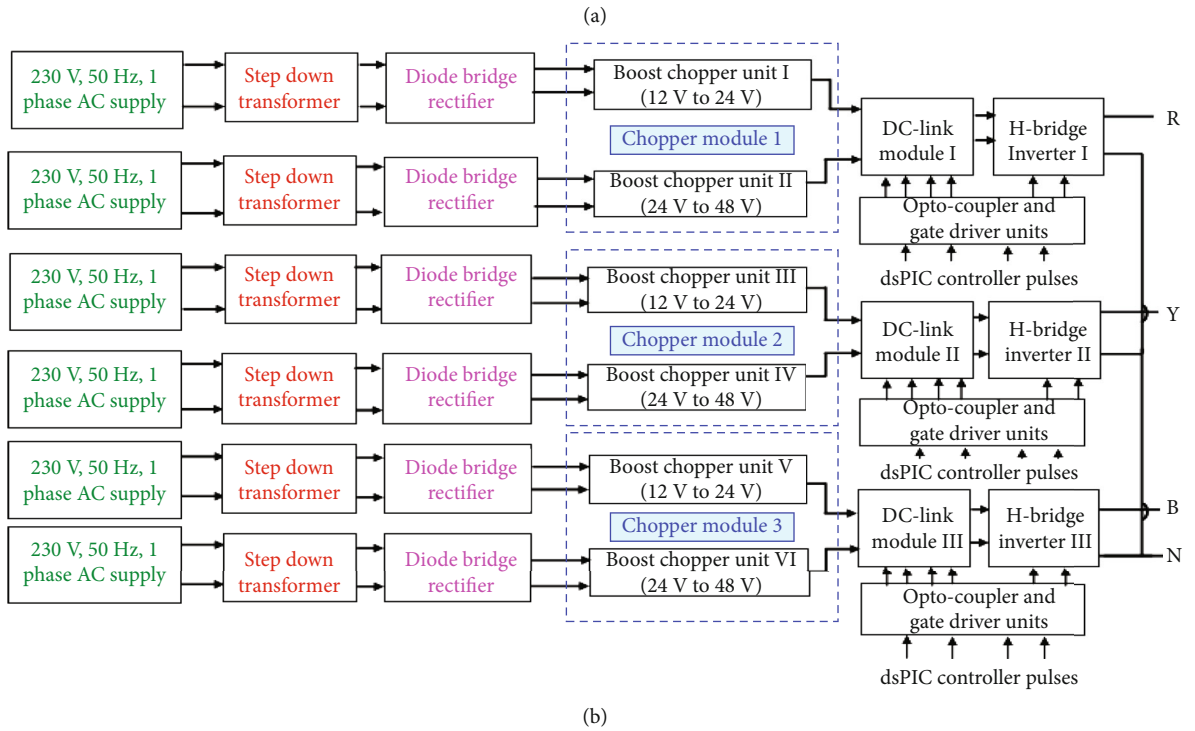 (a)
230 V, 50 Hz, 1
phase AC supply
Step down
transformer
Diode bridge
rectifier
Boost chopper unit I
(12 V to 24 V)
Chopper module 1
230 V, 50 Hz, 1
phase AC supply
Step down
transformer
Diode bridge
rectifier
Boost chopper unit II
(24 V to 48 V)
DC-link
module I
H-bridge
Inverter I
R
Opto-coupler and
gate driver units
dsPIC controller pulses
230 V, 50 Hz, 1
phase AC supply
Step down
transformer
Diode bridge
rectifier
Boost chopper unit III
(12 V to 24 V)
Chopper module 2
230 V, 50 Hz, 1
phase AC supply
Step down
transformer
Diode bridge
rectifier
Boost chopper unit IV
(24 V to 48 V)
DC-link
module II
H-bridge
inverter II
Y
Opto-coupler and
gate driver units
dsPIC controller pulses
230 V, 50 Hz, 1
phase AC supply
Step down
transformer
Diode bridge
rectifier
Boost chopper unit V
(12 V to 24 V)
Chopper module 3
230 V, 50 Hz, 1
phase AC supply
Step down
transformer
Diode bridge
rectifier
Boost chopper unit VI
(24 V to 48 V)
DC-link
module III
H-bridge
inverter III
B
N
Opto-coupler and
gate driver units
dsPIC controller pulses
(b)